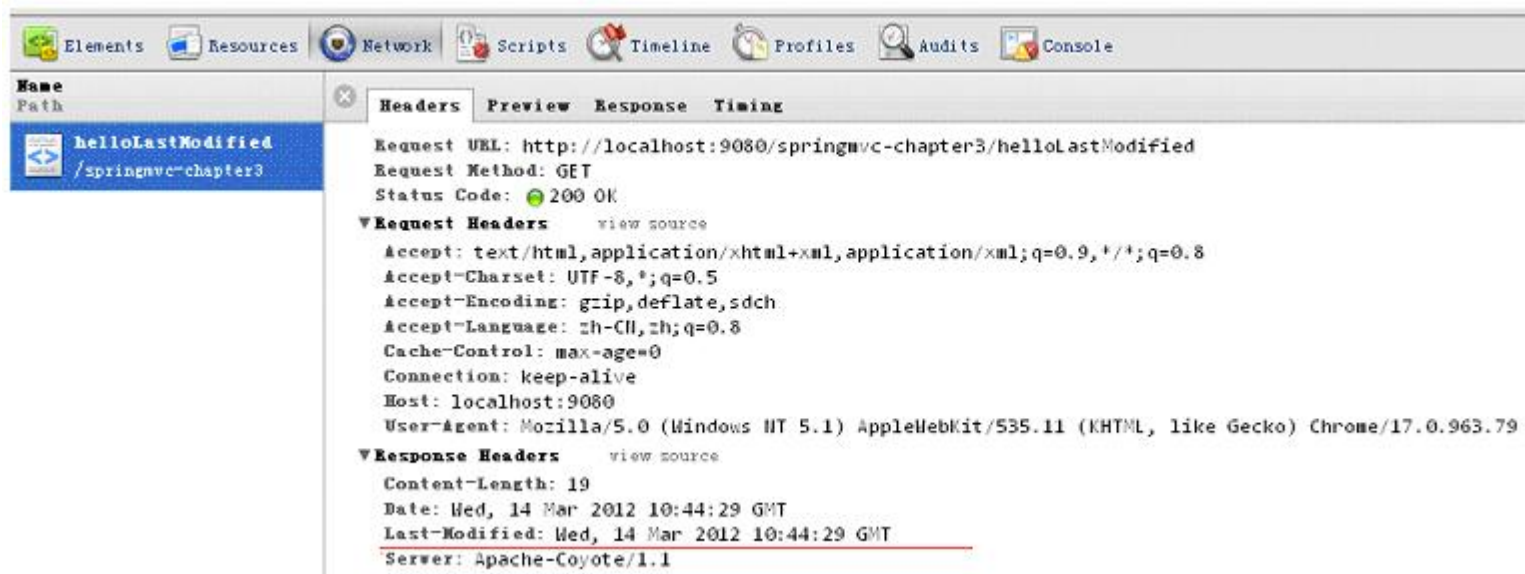 Elements Resources Network Scripts Timeline Profiles Audits Console
Name
Path
Headers Preview Response Timing
helloLastModified
/springmvc-chapter3
Request URL: http://localhost:9080/springmvc-chapter3/helloLastModified
Request Method: GET
Status Code: 200 OK
▼Request Headers view source
Accept: text/html,application/xhtml+xml,application/xml;q=0.9,*/*;q=0.8
Accept-Charset: UTF-8,*;q=0.5
Accept-Encoding: gzip,deflate,sdch
Accept-Language: zh-CN,zh;q=0.8
Cache-Control: max-age=0
Connection: keep-alive
Host: localhost:9080
User-Agent: Mozilla/5.0 (Windows NT 5.1) AppleWebKit/535.11 (KHTML, like Gecko) Chrome/17.0.963.79
▼Response Headers view source
Content-Length: 19
Date: Wed, 14 Mar 2012 10:44:29 GMT
Last-Modified: Wed, 14 Mar 2012 10:44:29 GMT
Server: Apache-Coyote/1.1